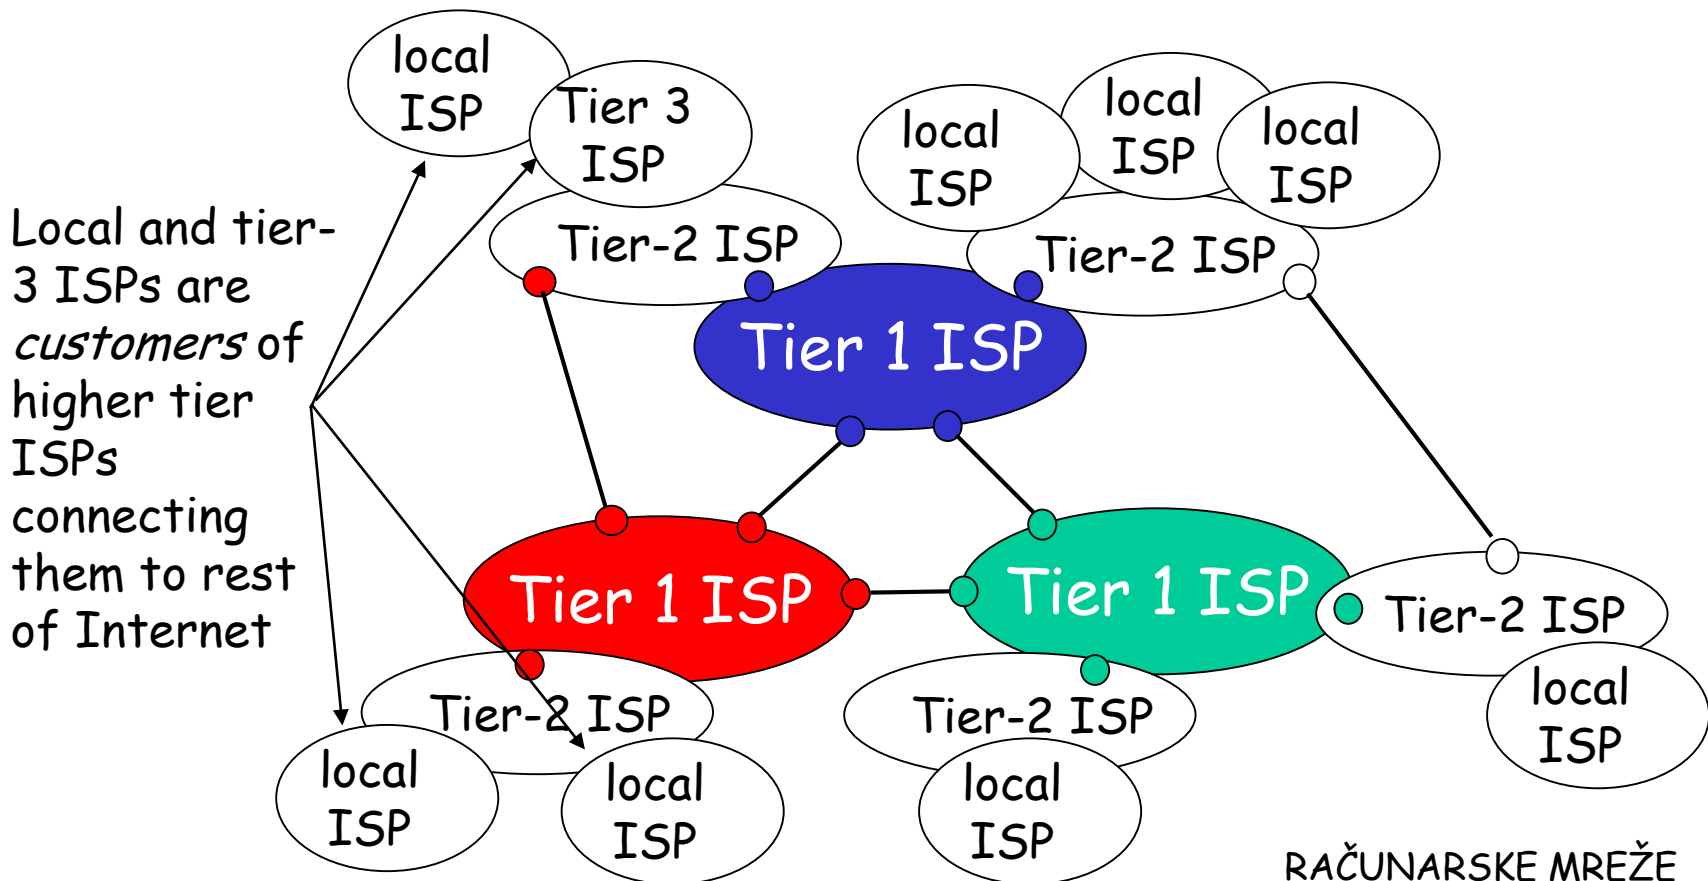 local
ISP
Tier 3
ISP
local
ISP
local
ISP
local
ISP
Local and tier-
3 ISPs are
customers of
higher tier
ISPs
connecting
them to rest
of Internet
Tier-2 ISP
Tier-2 ISP
Tier 1 ISP
Tier 1 ISP
Tier 1 ISP
Tier-2 ISP
Tier-2 ISP
Tier-2 ISP
local
ISP
local
ISP
local
ISP
local
ISP
RAČUNARSKE MREŽE